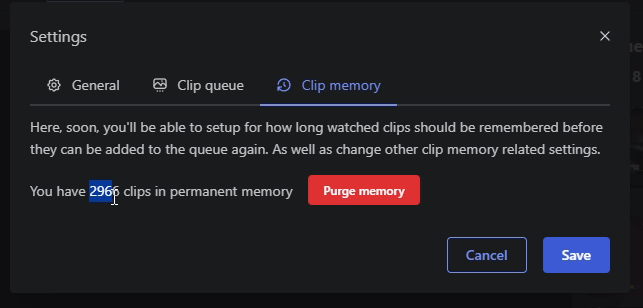 Settings
General
Clip queue
Clip memory
Here, soon, you'll be able to setup for how long watched clips should be remembered before
they can be added to the queue again. As well as change other clip memory related settings.
You have 2966 clips in permanent memory
Purge memory
Cancel
Save